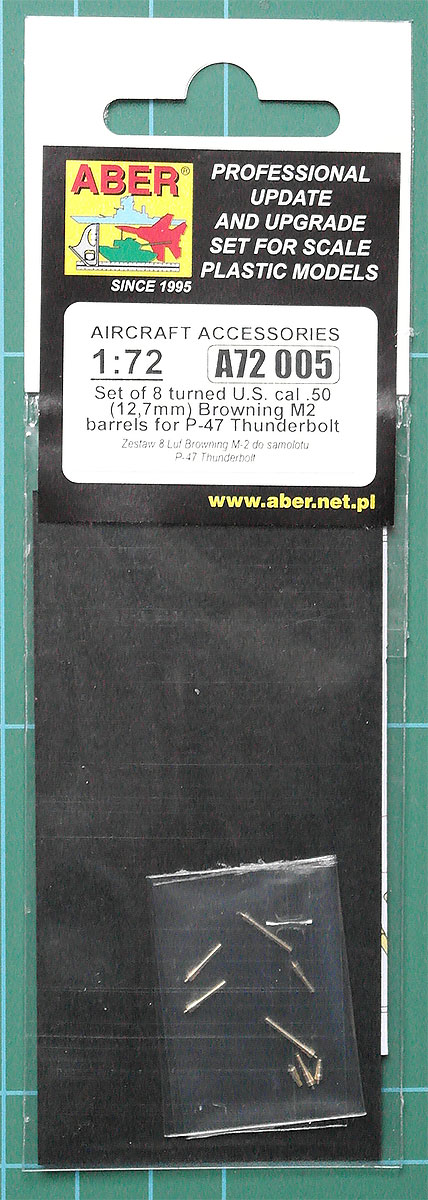 ABER®
SINCE 1995
PROFESSIONAL
UPDATE
AND UPGRADE
SET FOR SCALE
PLASTIC MODELS
AIRCRAFT ACCESSORIES
1:72 A72 005
Set of 8 turned U.S. cal .50
(12,7mm) Browning M2
barrels for P-47 Thunderbolt
Zestaw 8 Luf Browning M-2 do samolotu
P-47 Thunderbolt
www.aber.net.pl